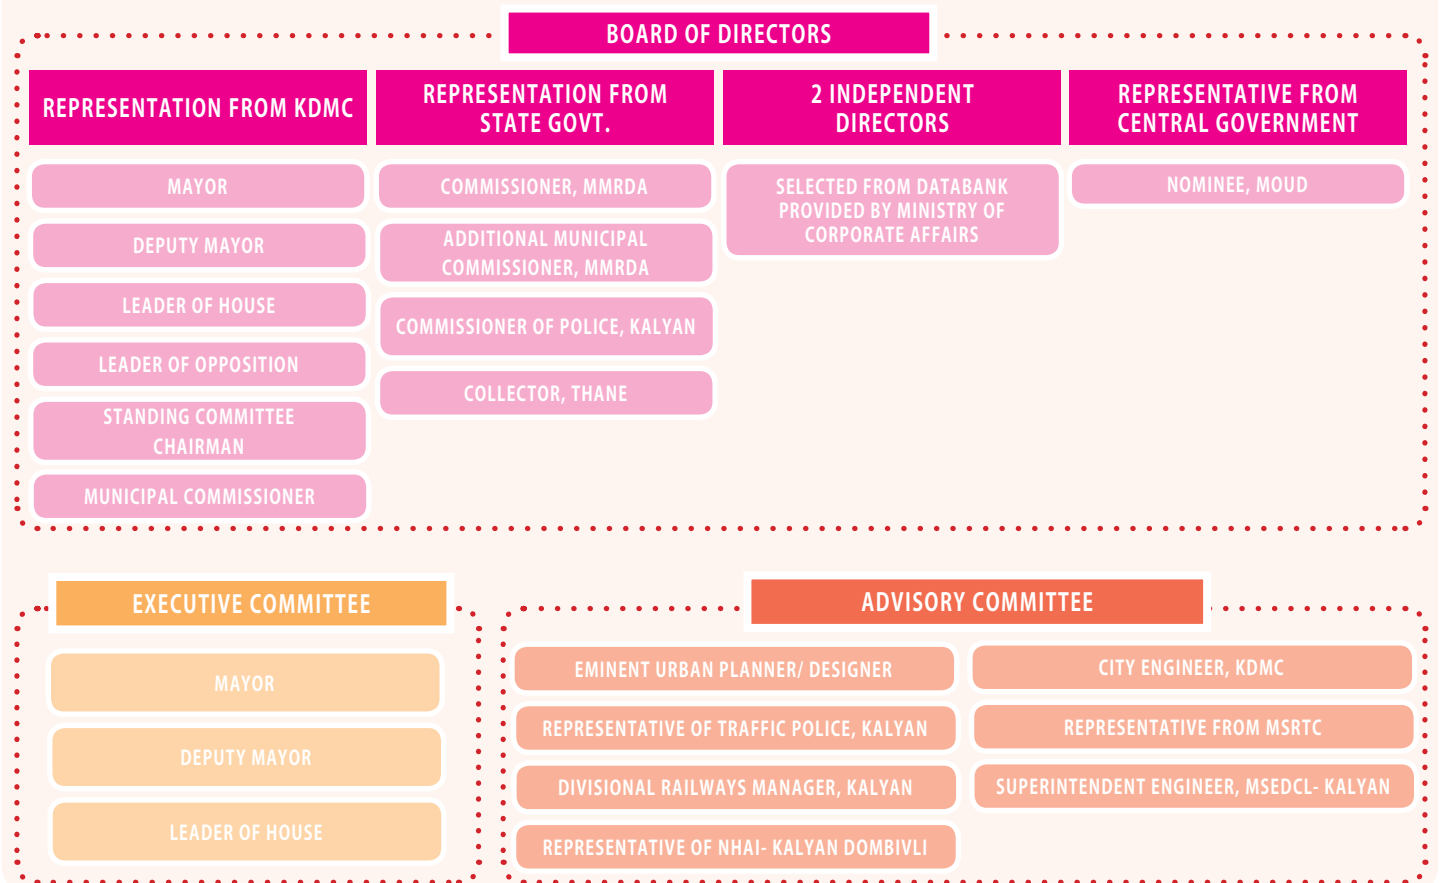 BOARD OF DIRECTORS
REPRESENTATION FROM KDMC
MAYOR
DEPUTY MAYOR
LEADER OF HOUSE
LEADER OF OPPOSITION
STANDING COMMITTEE
CHAIRMAN
MUNICIPAL COMMISSIONER
REPRESENTATION FROM
STATE GOVT.
COMMISSIONER, MMRDA
ADDITIONAL MUNICIPAL
COMMISSIONER, MMRDA
COMMISSIONER OF POLICE, KALYAN
COLLECTOR, THANE
2 INDEPENDENT
DIRECTORS
SELECTED FROM DATABANK
PROVIDED BY MINISTRY OF
CORPORATE AFFAIRS
REPRESENTATIVE FROM
CENTRAL GOVERNMENT
NOMINEE, MOUD
EXECUTIVE COMMITTEE
MAYOR
DEPUTY MAYOR
LEADER OF HOUSE
ADVISORY COMMITTEE
EMINENT URBAN PLANNER/ DESIGNER
REPRESENTATIVE OF TRAFFIC POLICE, KALYAN
DIVISIONAL RAILWAYS MANAGER, KALYAN
REPRESENTATIVE OF NHAI- KALYAN DOMBIVLI
CITY ENGINEER, KDMC
REPRESENTATIVE FROM MSRTC
SUPERINTENDENT ENGINEER, MSEDCL- KALYAN